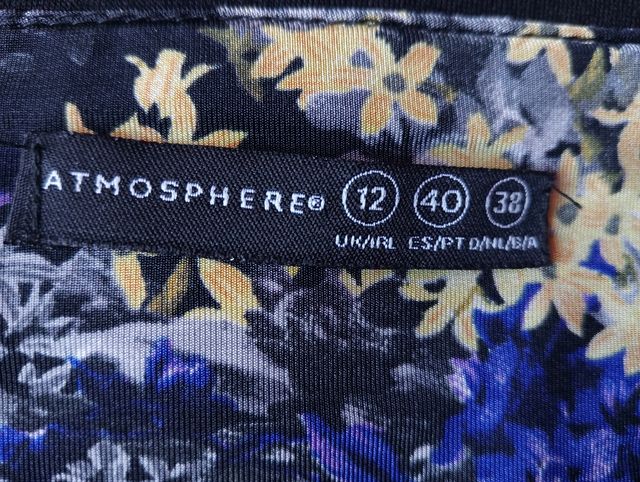 ATMOSPHERE® 12 40 38
UK/IRL ES/PT D/NL/B/A